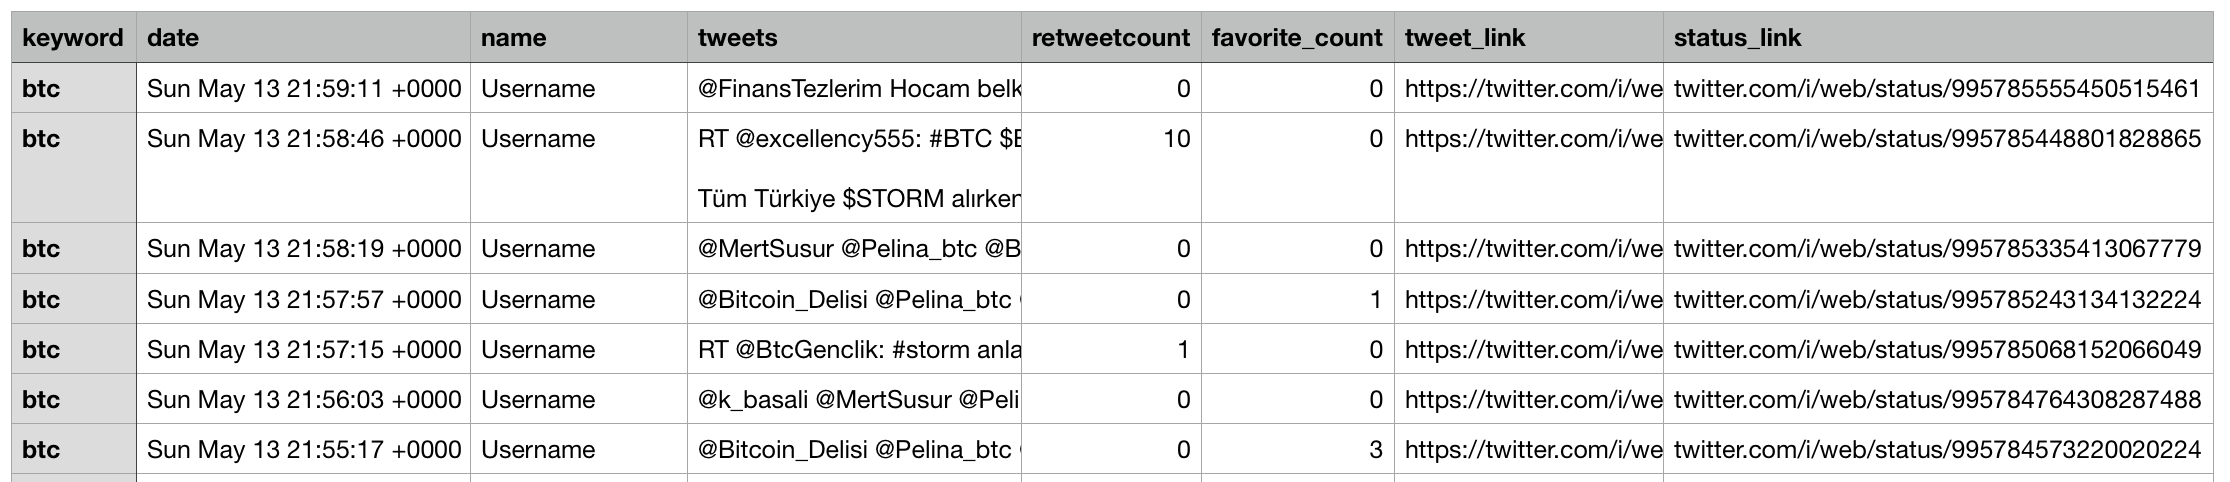 keyword date name tweets retweetcount favorite_count tweet_link status_link
btc Sun May 13 21:59:11 +0000 Username @FinansTezlerim Hocam belk 0 0 https://twitter.com/i/we twitter.com/i/web/status/995785555450515461
btc Sun May 13 21:58:46 +0000 Username RT @excellency555: #BTC $B 10 0 https://twitter.com/i/we twitter.com/i/web/status/995785448801828865
Tüm Türkiye $STORM alırken
btc Sun May 13 21:58:19 +0000 Username @MertSusur @Pelina_btc @B 0 0 https://twitter.com/i/we twitter.com/i/web/status/995785335413067779
btc Sun May 13 21:57:57 +0000 Username @Bitcoin_Delisi @Pelina_btc 0 1 https://twitter.com/i/we twitter.com/i/web/status/995785243134132224
btc Sun May 13 21:57:15 +0000 Username RT @BtcGenclik: #storm anla 1 0 https://twitter.com/i/we twitter.com/i/web/status/995785068152066049
btc Sun May 13 21:56:03 +0000 Username @k_basali @MertSusur @Peli 0 0 https://twitter.com/i/we twitter.com/i/web/status/995784764308287488
btc Sun May 13 21:55:17 +0000 Username @Bitcoin_Delisi @Pelina_btc 0 3 https://twitter.com/i/we twitter.com/i/web/status/995784573220020224